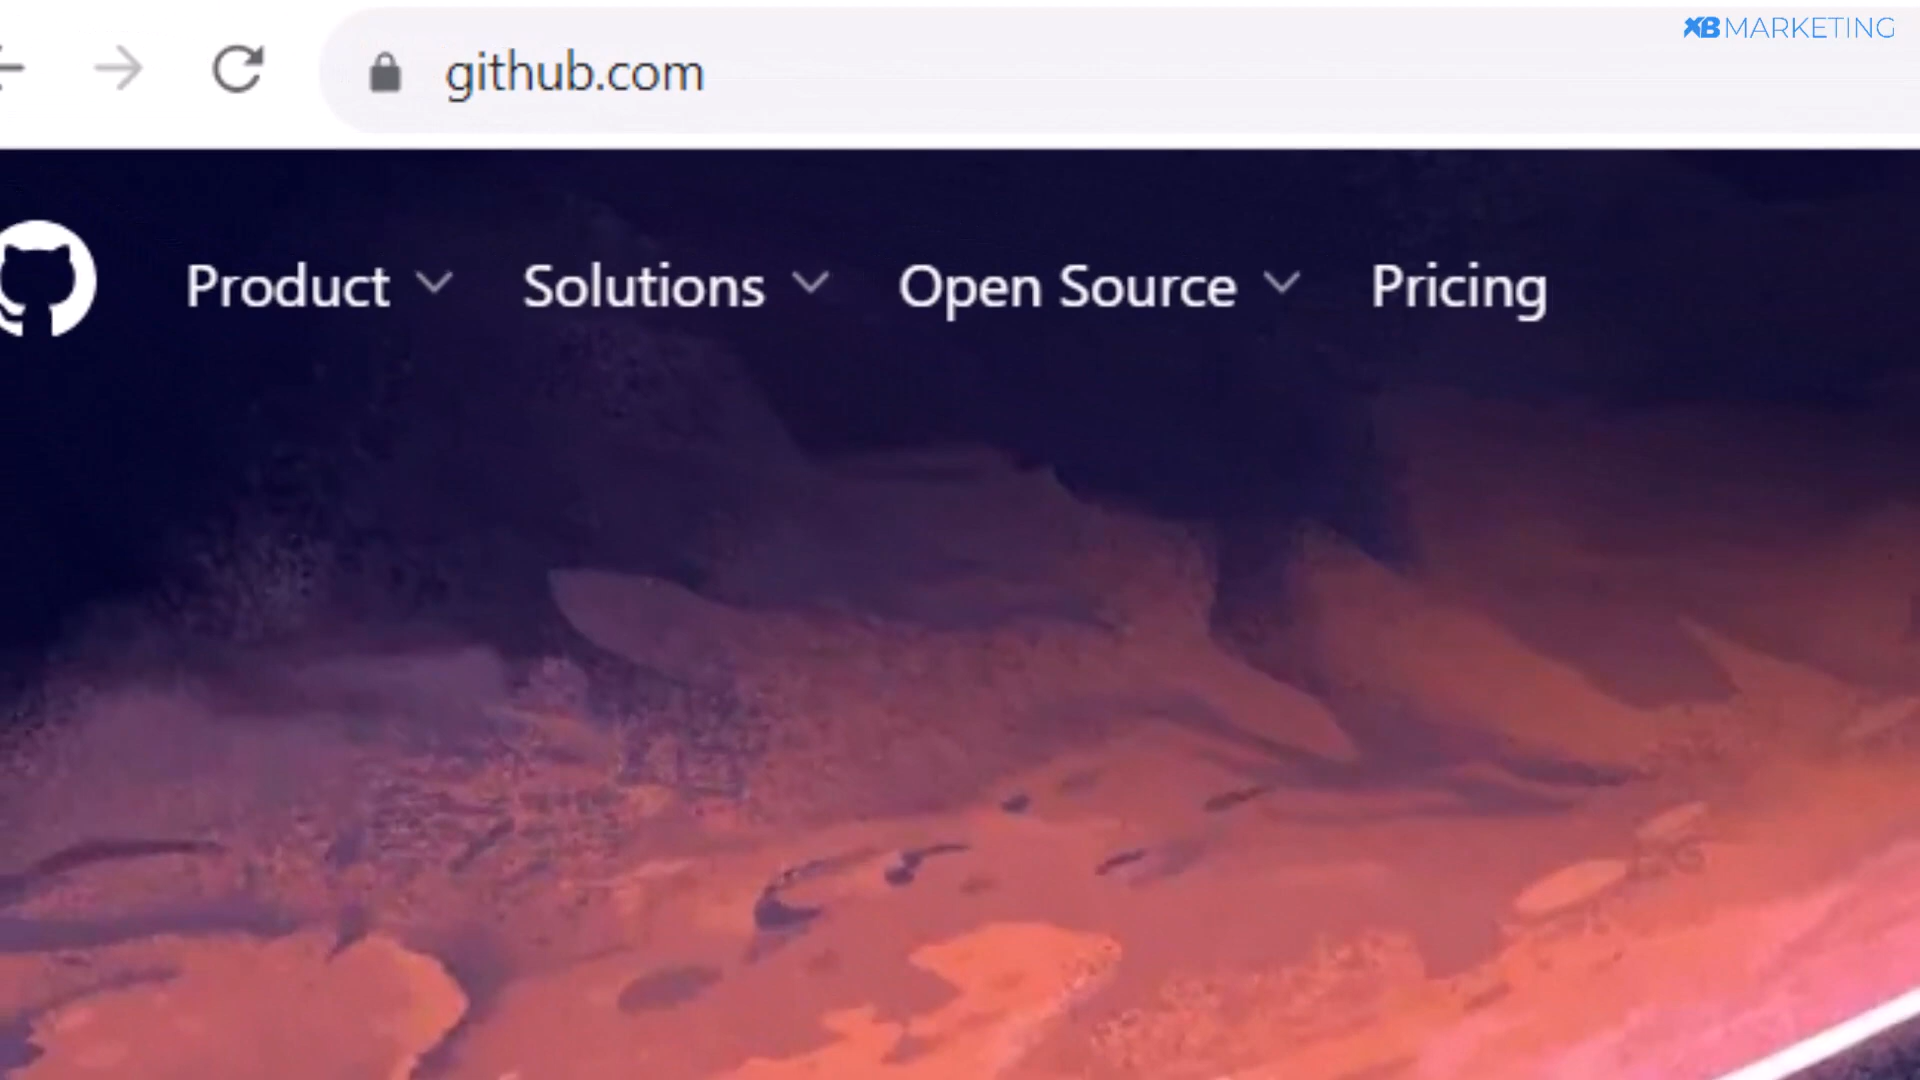 XB MARKETING
github.com
Product
Solutions
Open Source
Pricing